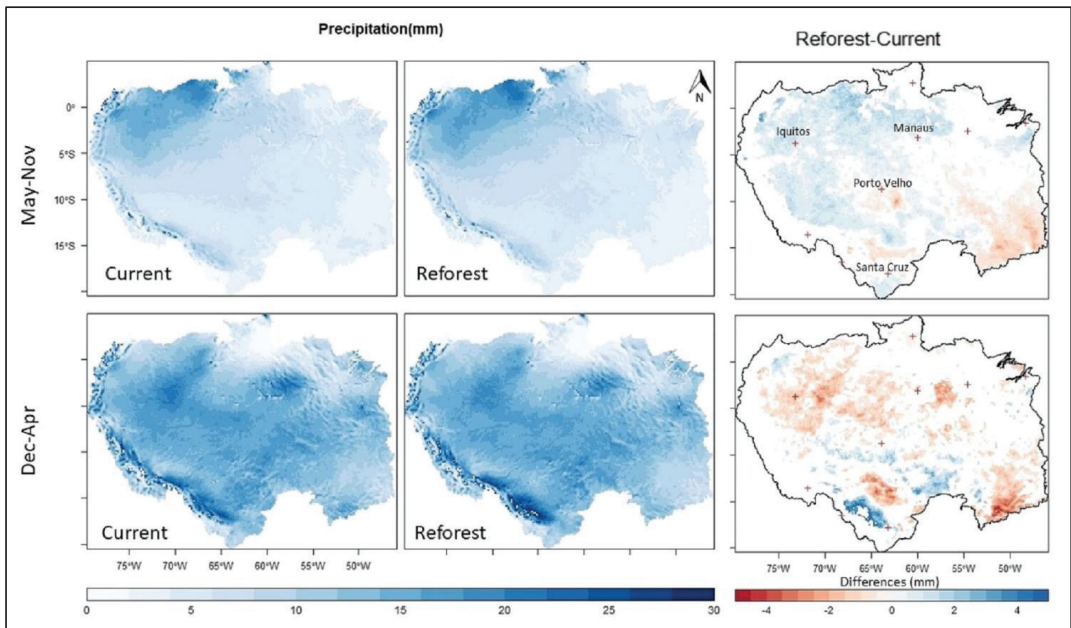 Precipitation(mm)
Reforest-Current
May-Nov
0°
5°S
10°S
15°S
Current
Reforest
N
Iquitos
Manaus
Porto Velho
Santa Cruz
Dec-Apr
Current
Reforest
75°W 70°W 65°W 60°W 55°W 50°W
75°W 70°W 65°W 60°W 55°W 50°W
Differences (mm)
0 5 10 15 20 25 30
-4 -2 0 2 4